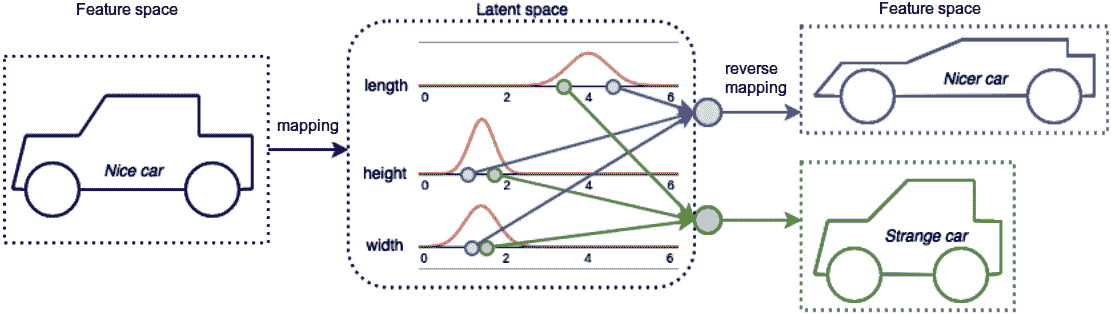 Feature space
Latent space
Feature space
Nice car
mapping
length
0 2 4 6
height
0 2 4 6
width
0 2 4 6
reverse
mapping
Nicer car
Strange car